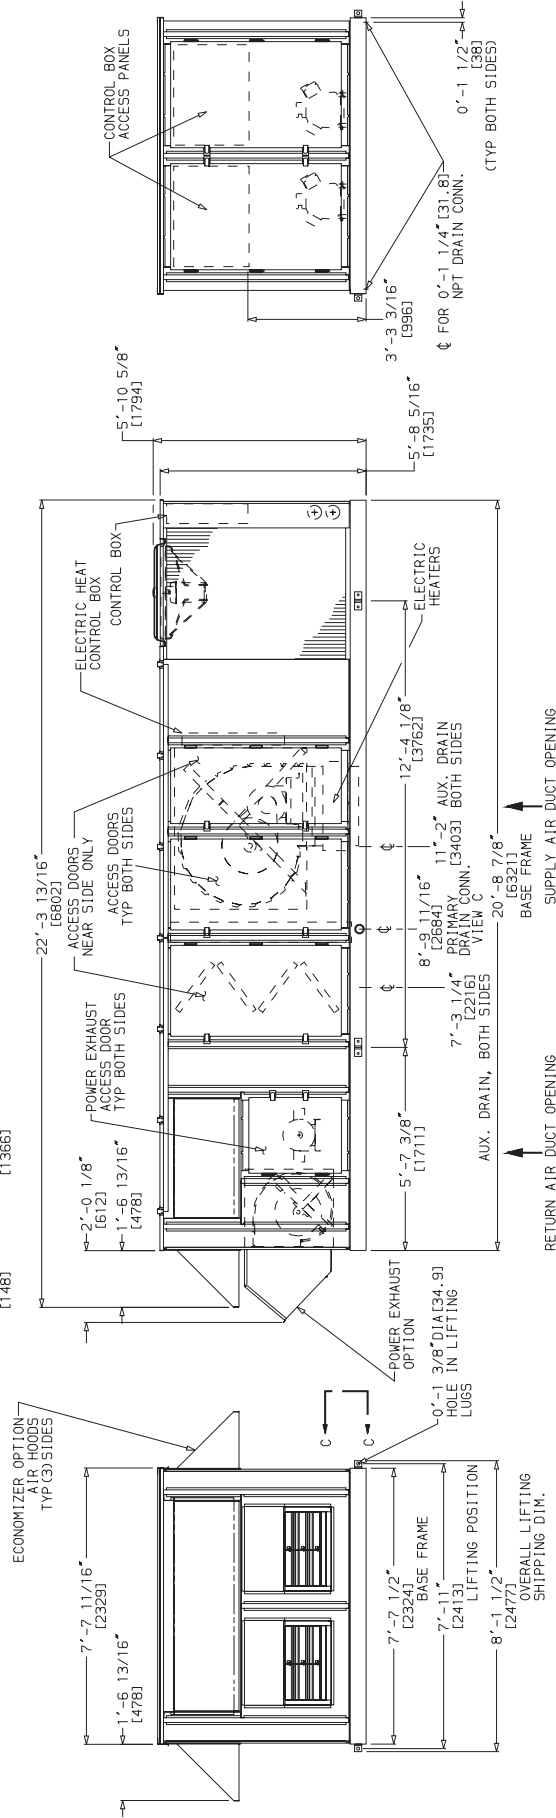 [148]
[1366]
ECONOMIZER OPTION
AIR HOODS
TYP(3)SIDES
7'-7 11/16"
[2329]
1'-6 13/16"
[478]
7'-7 1/2"
[2324]
BASE FRAME
7'-11"
[2413]
LIFTING POSITION
8'-1 1/2"
[2477]
OVERALL LIFTING
SHIPPING DIM.
C
C
0'-1 3/8"DIA[34.9]
HOLE IN LIFTING
LUGS
POWER EXHAUST
OPTION
22'-3 13/16"
[6802]
2'-0 1/8"
[612]
1'-6 13/16"
[478]
POWER EXHAUST
ACCESS DOOR
TYP BOTH SIDES
ACCESS DOORS
NEAR SIDE ONLY
ACCESS DOORS
TYP BOTH SIDES
ELECTRIC HEAT
CONTROL BOX
CONTROL BOX
5'-10 5/8"
[1794]
5'-8 5/16"
[1735]
ELECTRIC
HEATERS
5'-7 3/8"
[1711]
12'-4 1/8"
[3762]
7'-3 1/4"
[2216]
AUX. DRAIN, BOTH SIDES
8'-9 11/16"
[2684]
PRIMARY
DRAIN CONN.
VIEW C
11'-2"
[3403]
AUX. DRAIN
BOTH SIDES
20'-8 7/8"
[6321]
BASE FRAME
RETURN AIR DUCT OPENING
SUPPLY AIR DUCT OPENING
CONTROL BOX
ACCESS PANELS
3'-3 3/16"
[996]
℄ FOR 0'-1 1/4"[31.8]
NPT DRAIN CONN.
0'-1 1/2"
[38]
(TYP BOTH SIDES)